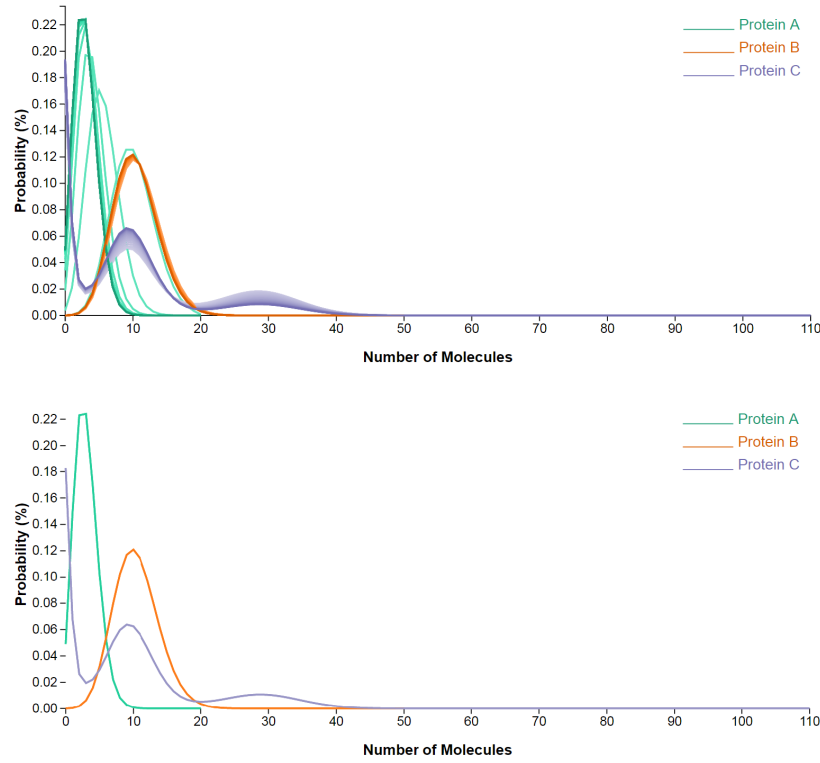 Protein A
Protein B
Protein C
Probability (%)
0.22
0.20
0.18
0.16
0.14
0.12
0.10
0.08
0.06
0.04
0.02
0.00
0 10 20 30 40 50 60 70 80 90 100 110
Number of Molecules
Protein A
Protein B
Protein C
Probability (%)
0.22
0.20
0.18
0.16
0.14
0.12
0.10
0.08
0.06
0.04
0.02
0.00
0 10 20 30 40 50 60 70 80 90 100 110
Number of Molecules